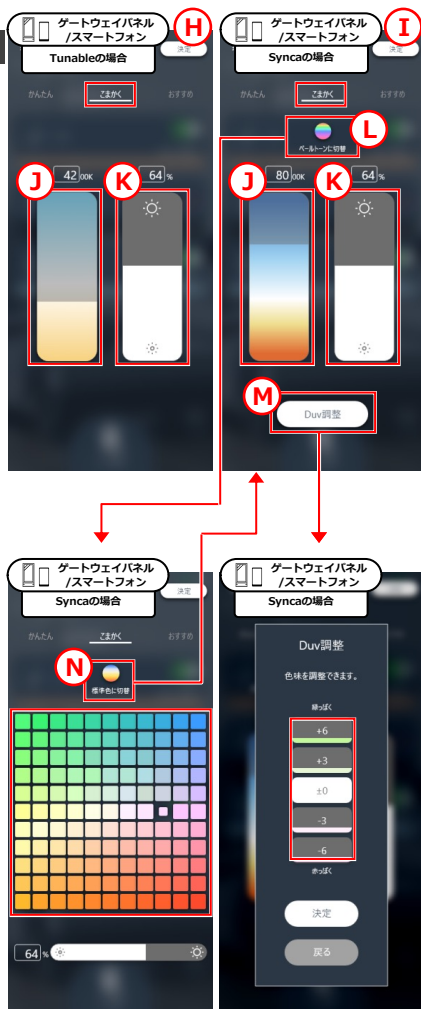 ゲートウェイパネル
/スマートフォン
H
Tunableの場合
決定
かんたん
こまかく
おすすめ
J
4200K
K
64%
ゲートウェイパネル
/スマートフォン
I
Syncaの場合
決定
かんたん
こまかく
おすすめ
L
ペールトーンに切替
J
8000K
K
64%
M
Duv調整
ゲートウェイパネル
/スマートフォン
Syncaの場合
決定
かんたん
こまかく
おすすめ
N
標準色に切替
64%
ゲートウェイパネル
/スマートフォン
Syncaの場合
Duv調整
色味を調整できます。
緑っぽく
+6
+3
±0
-3
-6
赤っぽく
決定
戻る